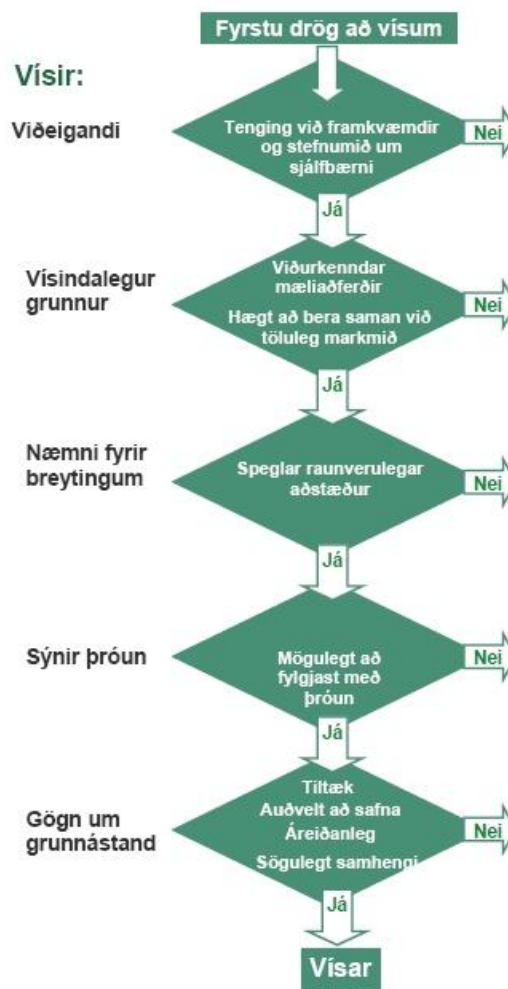 Fyrstu drög að vísum
Vísir:
Viðeigandi
Tenging við framkvæmdir
og stefnumið um
sjálfbærni
Nei
Já
Vísindalegur
grunnur
Viðurkenndar
mæliaðferðir
Hægt að bera saman við
töluleg markmið
Nei
Já
Næmni fyrir
breytingum
Speglar raunverulegar
aðstæður
Nei
Já
Sýnir þróun
Mögulegt að
fylgjast með
þróun
Nei
Já
Gögn um
grunnástand
Tiltæk
Auðvelt að safna
Áreiðanleg
Sögulegt samhengi
Nei
Já
Vísar